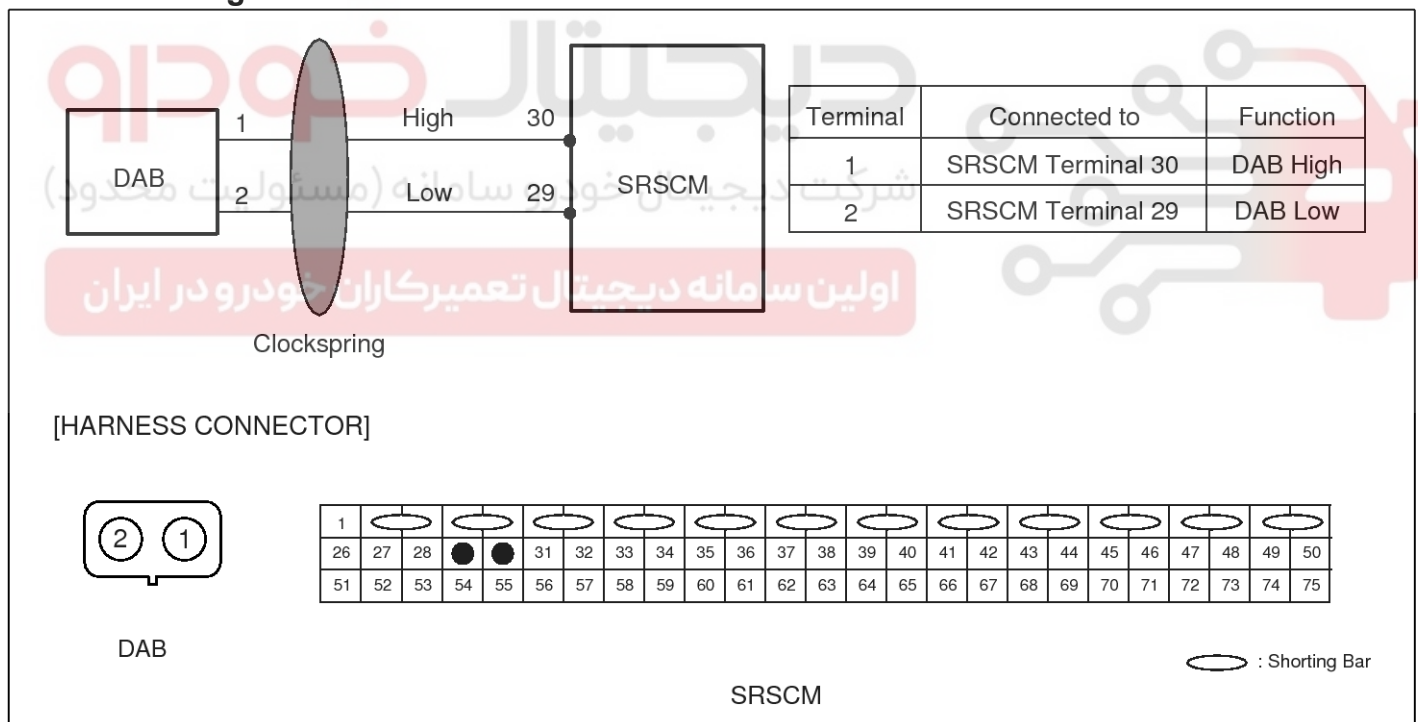 دیجیتال خودرو
شرکت دیجیتال خودرو سامانه (مسئولیت محدود)
اولین سامانه دیجیتال تعمیرکاران خودرو در ایران
DAB
1
2
High
Low
30
29
SRSCM
Clockspring
Terminal Connected to Function
1 SRSCM Terminal 30 DAB High
2 SRSCM Terminal 29 DAB Low
[HARNESS CONNECTOR]
2 1
DAB
1
26 27 28 31 32 33 34 35 36 37 38 39 40 41 42 43 44 45 46 47 48 49 50
51 52 53 54 55 56 57 58 59 60 61 62 63 64 65 66 67 68 69 70 71 72 73 74 75
: Shorting Bar
SRSCM